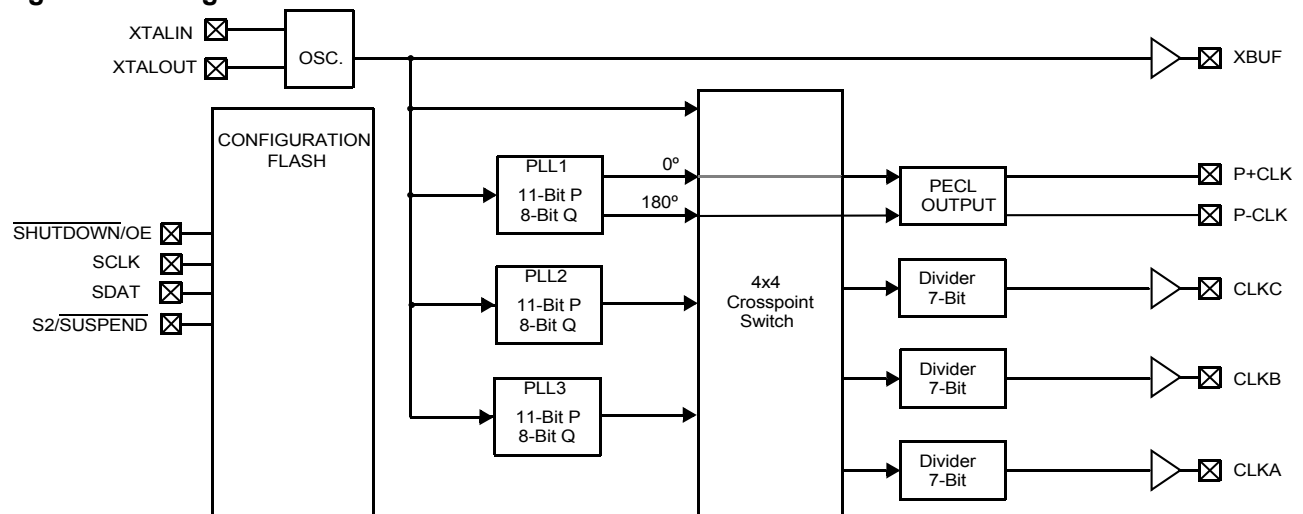 XTALIN
OSC.
XTALOUT
XBUF
CONFIGURATION
FLASH
PLL1
11-Bit P
8-Bit Q
0º
180º
PECL
OUTPUT
P+CLK
P-CLK
SHUTDOWN/OE
SCLK
SDAT
S2/SUSPEND
PLL2
11-Bit P
8-Bit Q
4x4
Crosspoint
Switch
Divider
7-Bit
CLKC
PLL3
11-Bit P
8-Bit Q
Divider
7-Bit
CLKB
Divider
7-Bit
CLKA